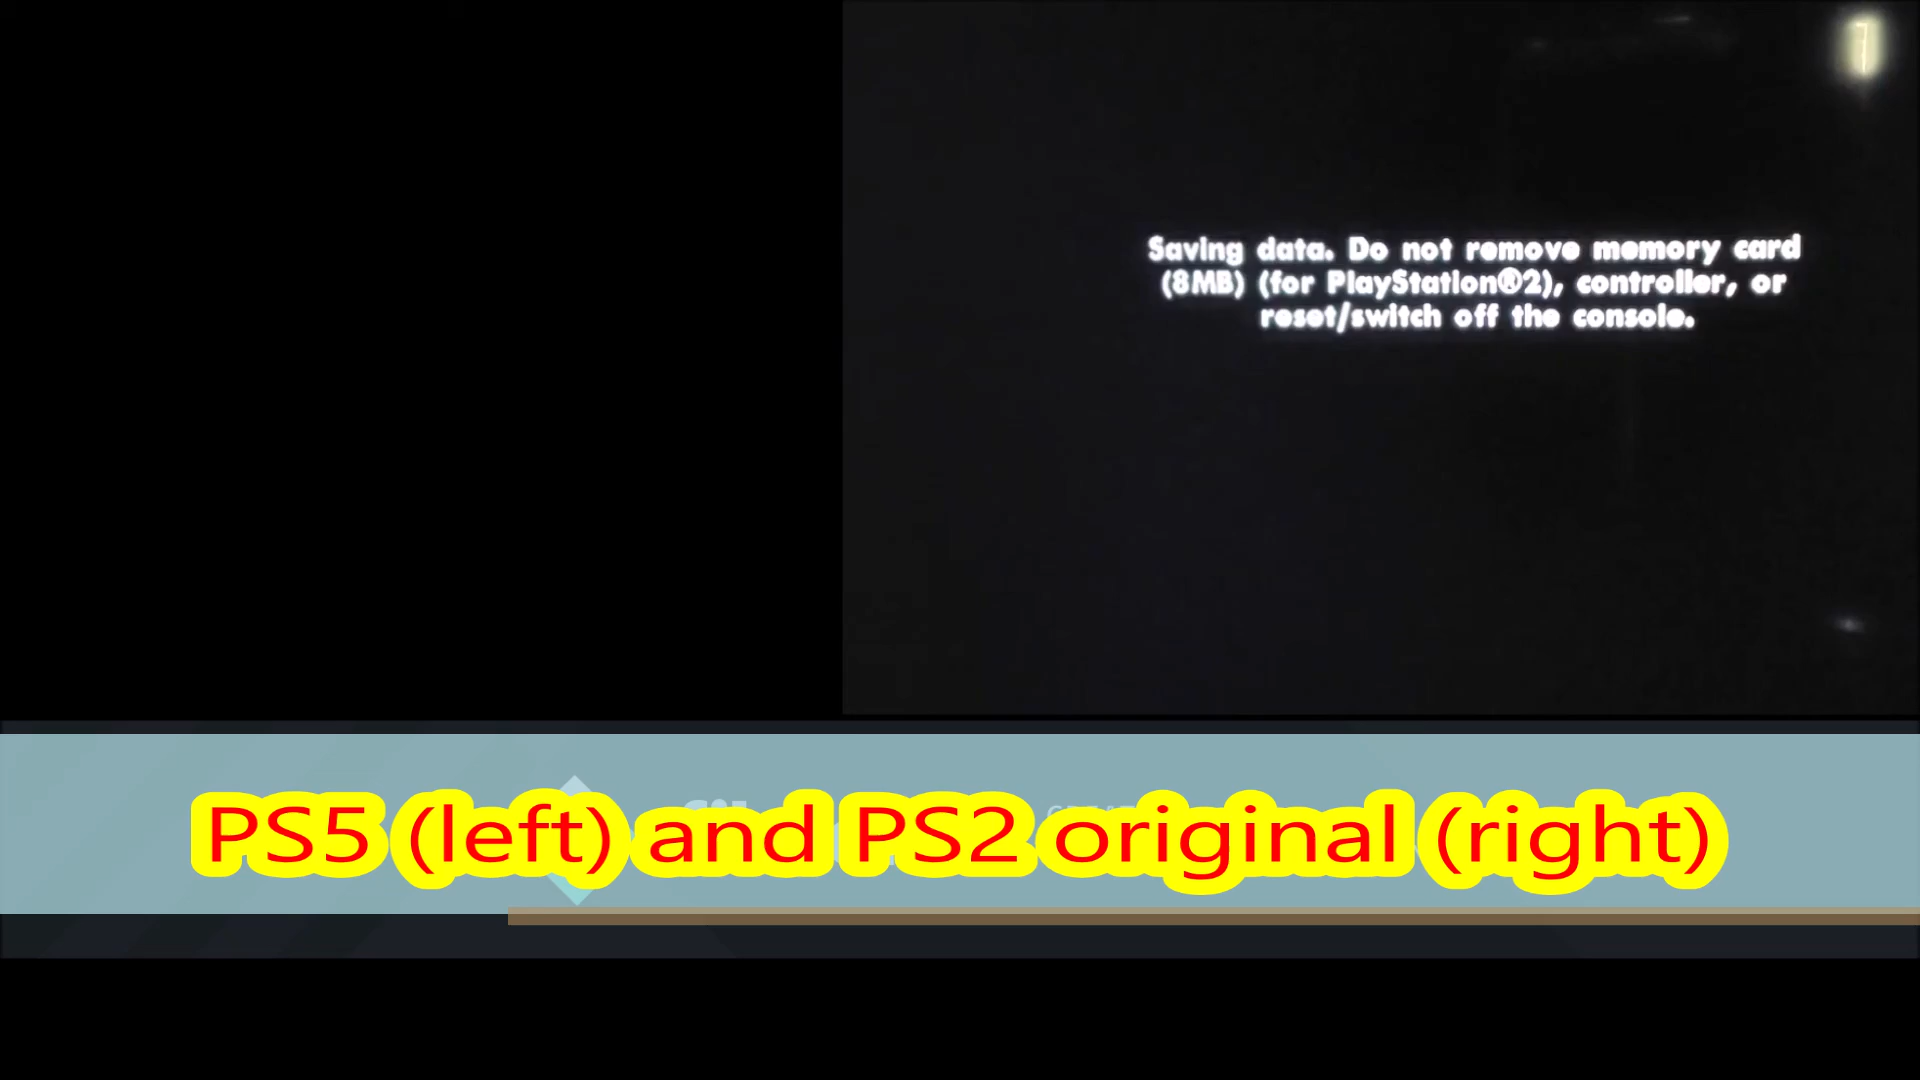 Saving data. Do not remove memory card
(8MB) (for PlayStation®2), controller, or
reset/switch off the console.
PS5 (left) and PS2 original (right)